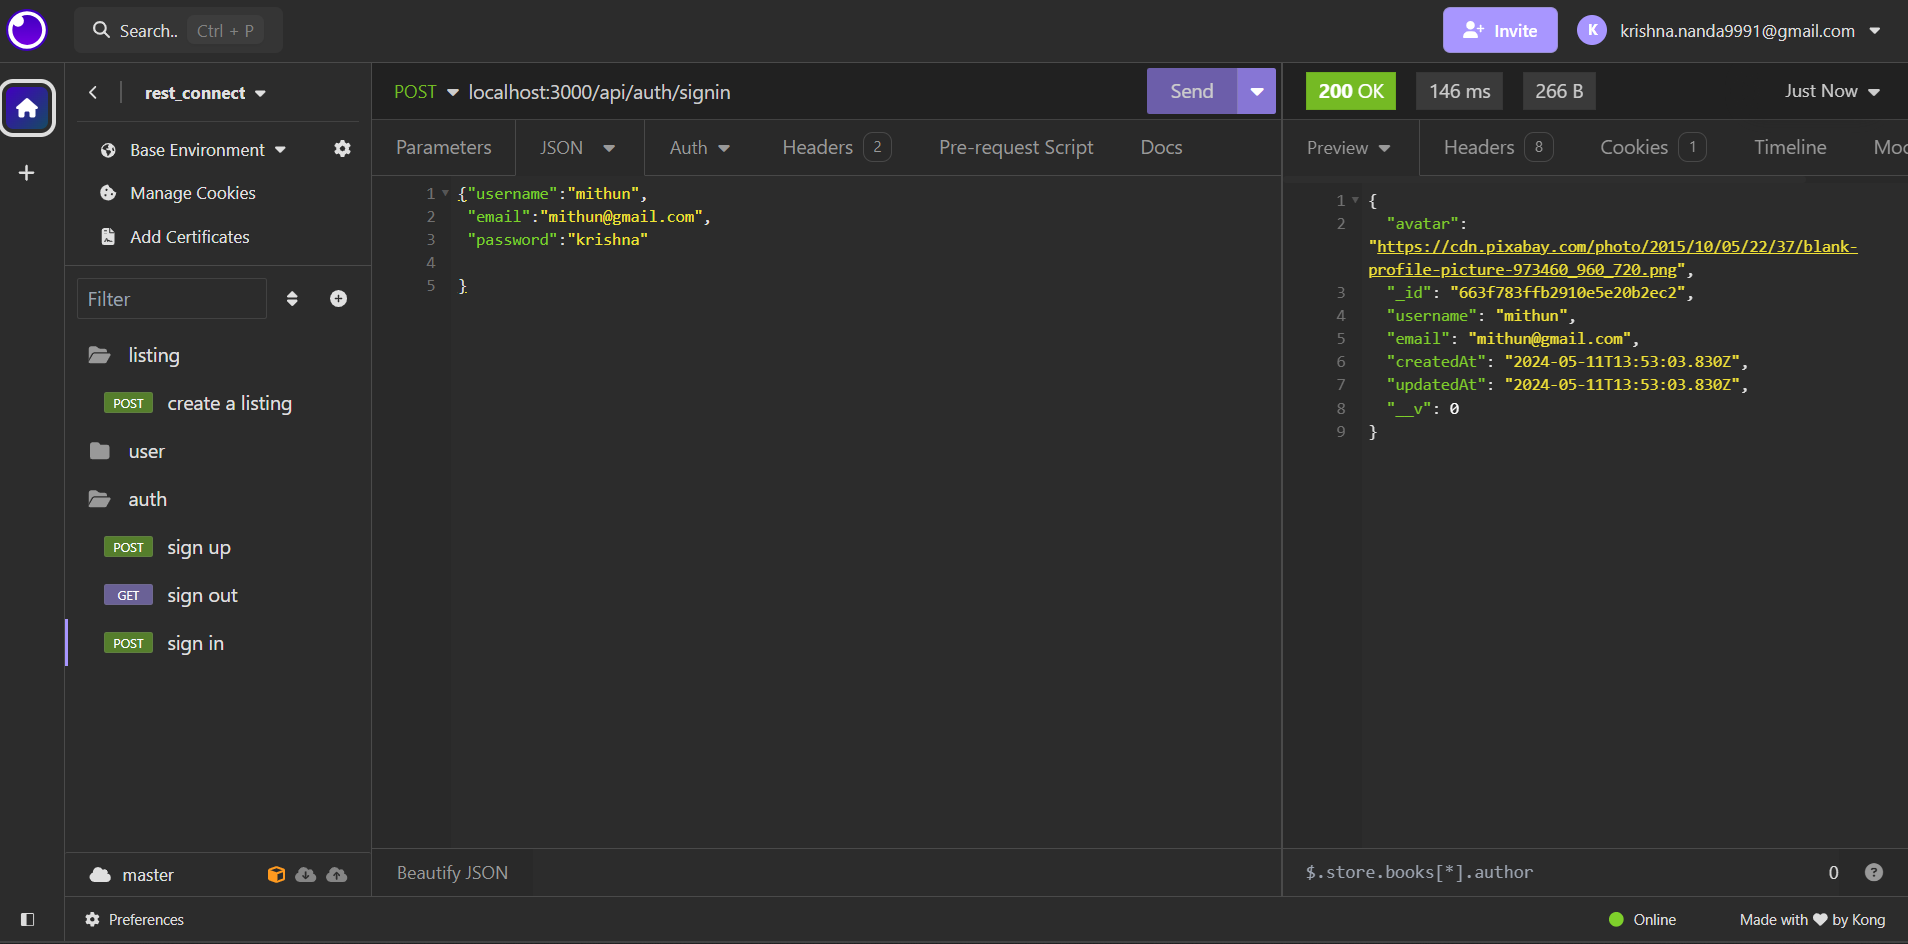 Search.. Ctrl + P
Invite
K krishna.nanda9991@gmail.com
rest_connect
Base Environment
Manage Cookies
Add Certificates
Filter
listing
POST create a listing
user
auth
POST sign up
GET sign out
POST sign in
master
Preferences
POST localhost:3000/api/auth/signin Send
Parameters JSON Auth Headers 2 Pre-request Script Docs
1 {"username":"mithun",
2 "email":"mithun@gmail.com",
3 "password":"krishna"
4
5 }
Beautify JSON
200 OK 146 ms 266 B Just Now
Preview Headers 8 Cookies 1 Timeline Moc
1 {
2 "avatar":
"https://cdn.pixabay.com/photo/2015/10/05/22/37/blank-
profile-picture-973460_960_720.png",
3 "_id": "663f783ffb2910e5e20b2ec2",
4 "username": "mithun",
5 "email": "mithun@gmail.com",
6 "createdAt": "2024-05-11T13:53:03.830Z",
7 "updatedAt": "2024-05-11T13:53:03.830Z",
8 "__v": 0
9 }
$.store.books[*].author 0 ?
Online Made with ❤ by Kong